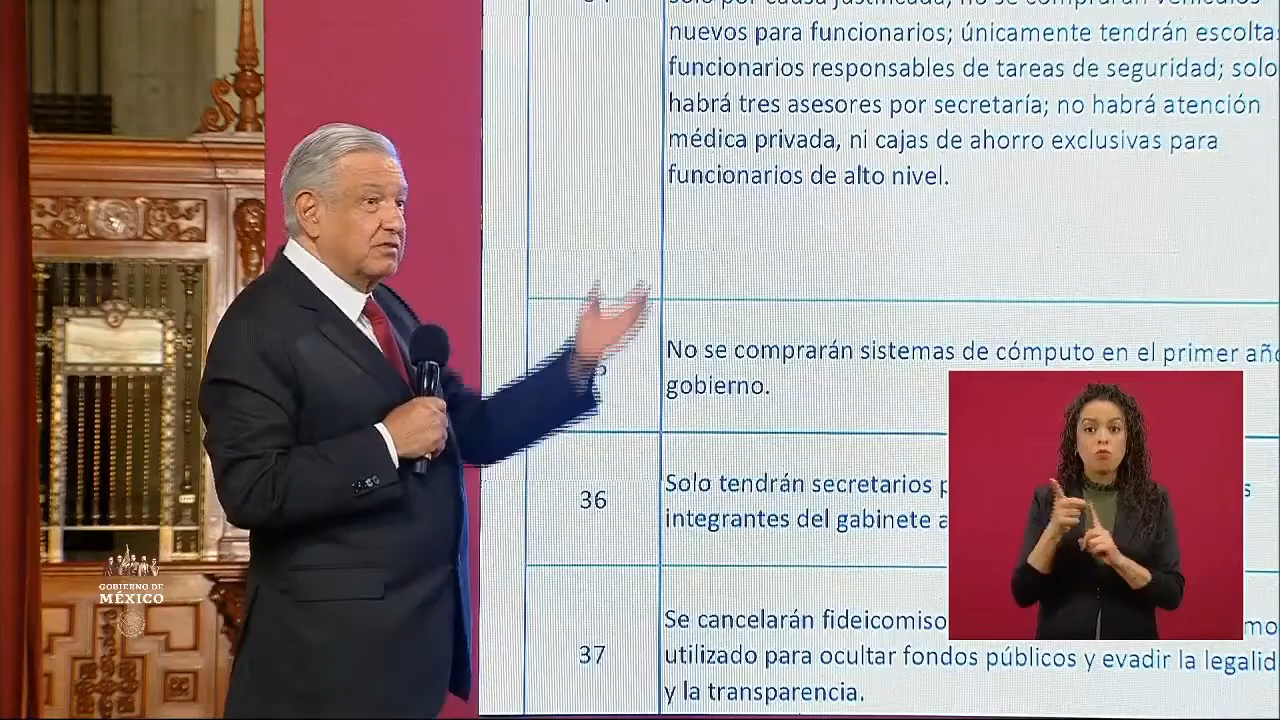 nuevos para funcionarios; únicamente tendrán escolta
funcionarios responsables de tareas de seguridad; solo
habrá tres asesores por secretaría; no habrá atención
médica privada, ni cajas de ahorro exclusivas para
funcionarios de alto nivel.
No se comprarán sistemas de cómputo en el primer año
gobierno.
36
Solo tendrán secretarios
integrantes del gabinete a
37
Se cancelarán fideicomiso
utilizado para ocultar fondos públicos y evadir la legalid
y la transparencia.
GOBIERNO DE
MÉXICO